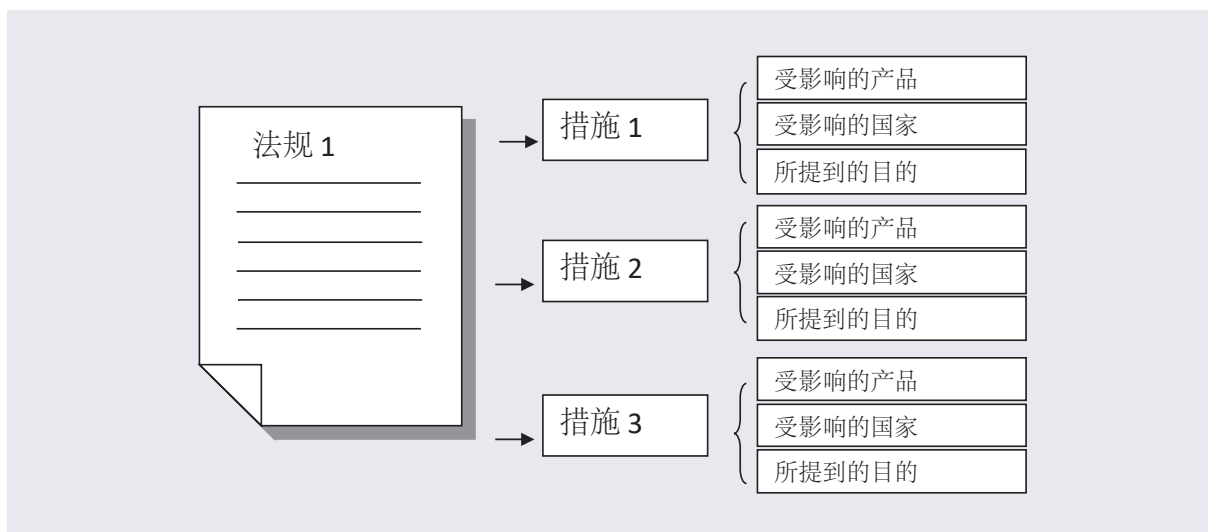 法规 1
措施 1
受影响的产品
受影响的国家
所提到的目的
措施 2
受影响的产品
受影响的国家
所提到的目的
措施 3
受影响的产品
受影响的国家
所提到的目的